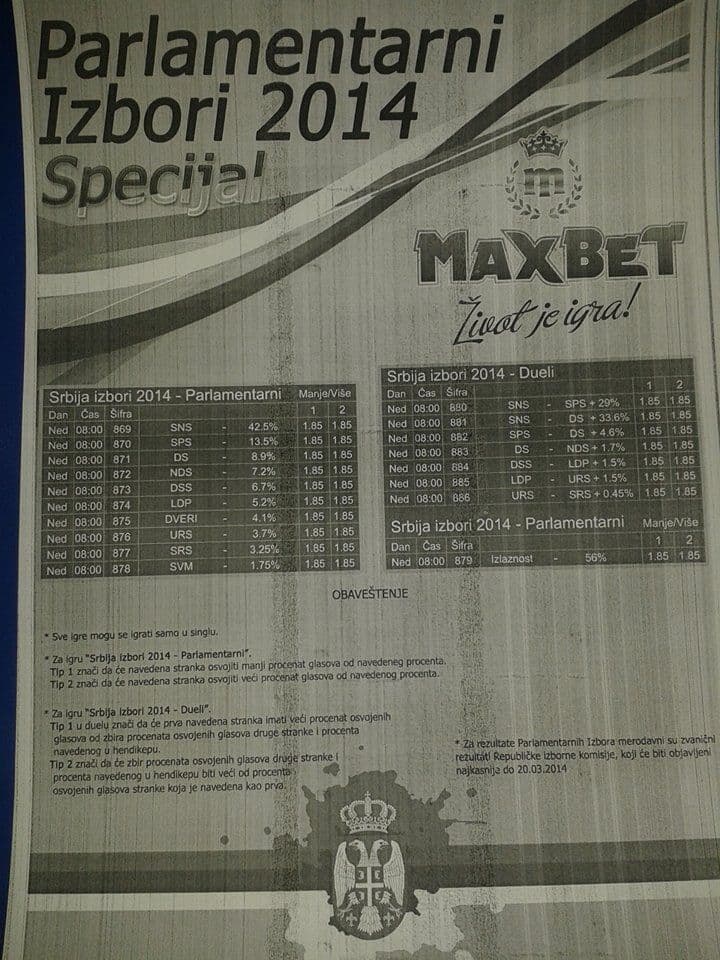 Parlamentarni
Izbori 2014
Specijal
m
MAXBET
Život je igra!
Srbija izbori 2014 - Parlamentarni Manje/Više
Dan Čas Šifra 1 2
Ned 08:00 869 SNS - 42.5% 1.85 1.85
Ned 08:00 870 SPS - 13.5% 1.85 1.85
Ned 08:00 871 DS - 8.9% 1.85 1.85
Ned 08:00 872 NDS - 7.2% 1.85 1.85
Ned 08:00 873 DSS - 6.7% 1.85 1.85
Ned 08:00 874 LDP - 5.2% 1.85 1.85
Ned 08:00 875 DVERI - 4.1% 1.85 1.85
Ned 08:00 876 URS - 3.7% 1.85 1.85
Ned 08:00 877 SRS - 3.25% 1.85 1.85
Ned 08:00 878 SVM - 1.75% 1.85 1.85
Srbija izbori 2014 - Dueli
Dan Čas Šifra 1 2
Ned 08:00 880 SNS - SPS + 29% 1.85 1.85
Ned 08:00 881 SNS - DS + 33.6% 1.85 1.85
Ned 08:00 882 SPS - DS + 4.6% 1.85 1.85
Ned 08:00 883 DS - NDS + 1.7% 1.85 1.85
Ned 08:00 884 DSS - LDP + 1.5% 1.85 1.85
Ned 08:00 885 LDP - URS + 1.5% 1.85 1.85
Ned 08:00 886 URS - SRS + 0.45% 1.85 1.85
Srbija izbori 2014 - Parlamentarni Manje/Više
Dan Čas Šifra 1 2
Ned 08:00 879 Izlaznost - 56% 1.85 1.85
OBAVEŠTENJE
* Sve igre mogu se igrati samo u singlu.
* Za igru "Srbija izbori 2014 - Parlamentarni".
Tip 1 znači da će navedena stranka osvojiti manji procenat glasova od navedeneg procenta.
Tip 2 znači da će navedena stranka osvojiti veći procenat glasova od navedenog procenta.
* Za igru "Srbija izbori 2014 - Dueli".
Tip 1 u duelu znači da će prva navedena stranka imati veći procenat osvojenih
glasova od zbira procenata osvojenih glasova druge stranke i procenta
navedenog u hendikepu.
Tip 2 znači da će zbir procenata osvojenih glasova druge stranke i
procenta navedenog u hendikepu biti veći od procenta
osvojenih glasova stranke koja je navedena kao prva.
* Za rezultate Parlamentarnih Izbora merodavni su zvanični
rezultati Republičke izborne komisije, koji će biti objavljeni
najkasnije do 20.03.2014